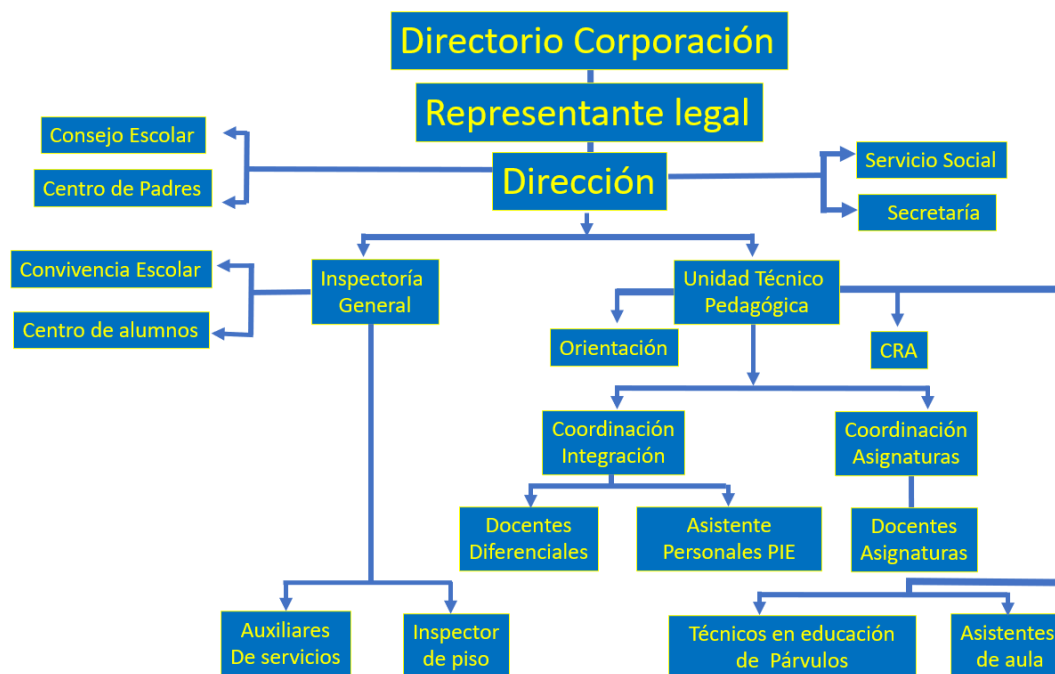 Directorio Corporación
Representante legal
Consejo Escolar
Servicio Social
Dirección
Centro de Padres
Secretaría
Convivencia Escolar
Inspectoría
General
Unidad Técnico
Pedagógica
Centro de alumnos
Orientación
CRA
Coordinación
Integración
Coordinación
Asignaturas
Docentes
Diferenciales
Asistente
Personales PIE
Docentes
Asignaturas
Auxiliares
De servicios
Inspector
de piso
Técnicos en educación
de Párvulos
Asistentes
de aula